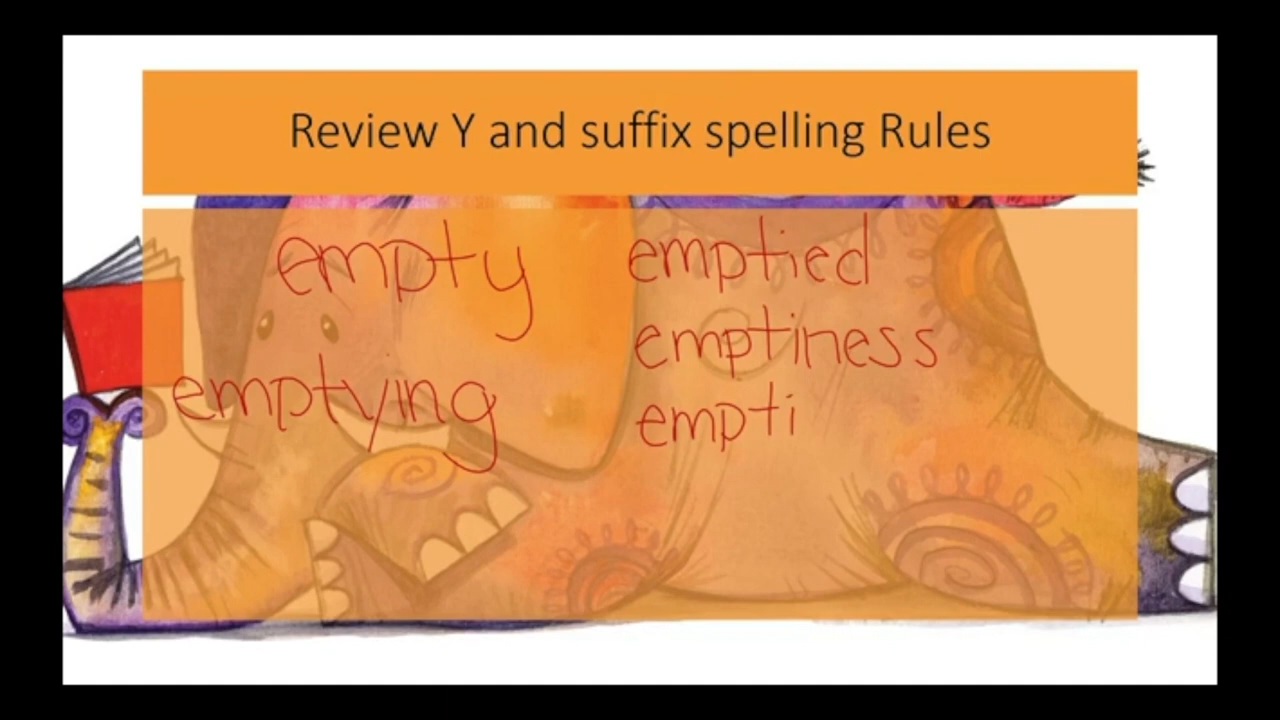 Review Y and suffix spelling Rules
empty
emptying
emptied
emptiness
empti